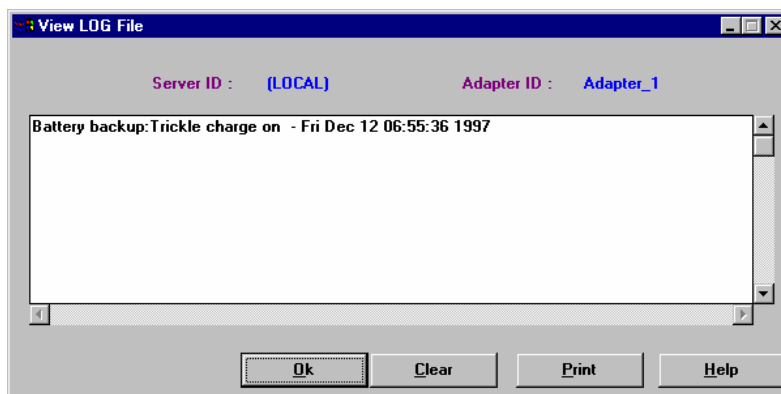 View LOG File
Server ID : (LOCAL) Adapter ID : Adapter_1
Battery backup:Trickle charge on - Fri Dec 12 06:55:36 1997
Ok Clear Print Help